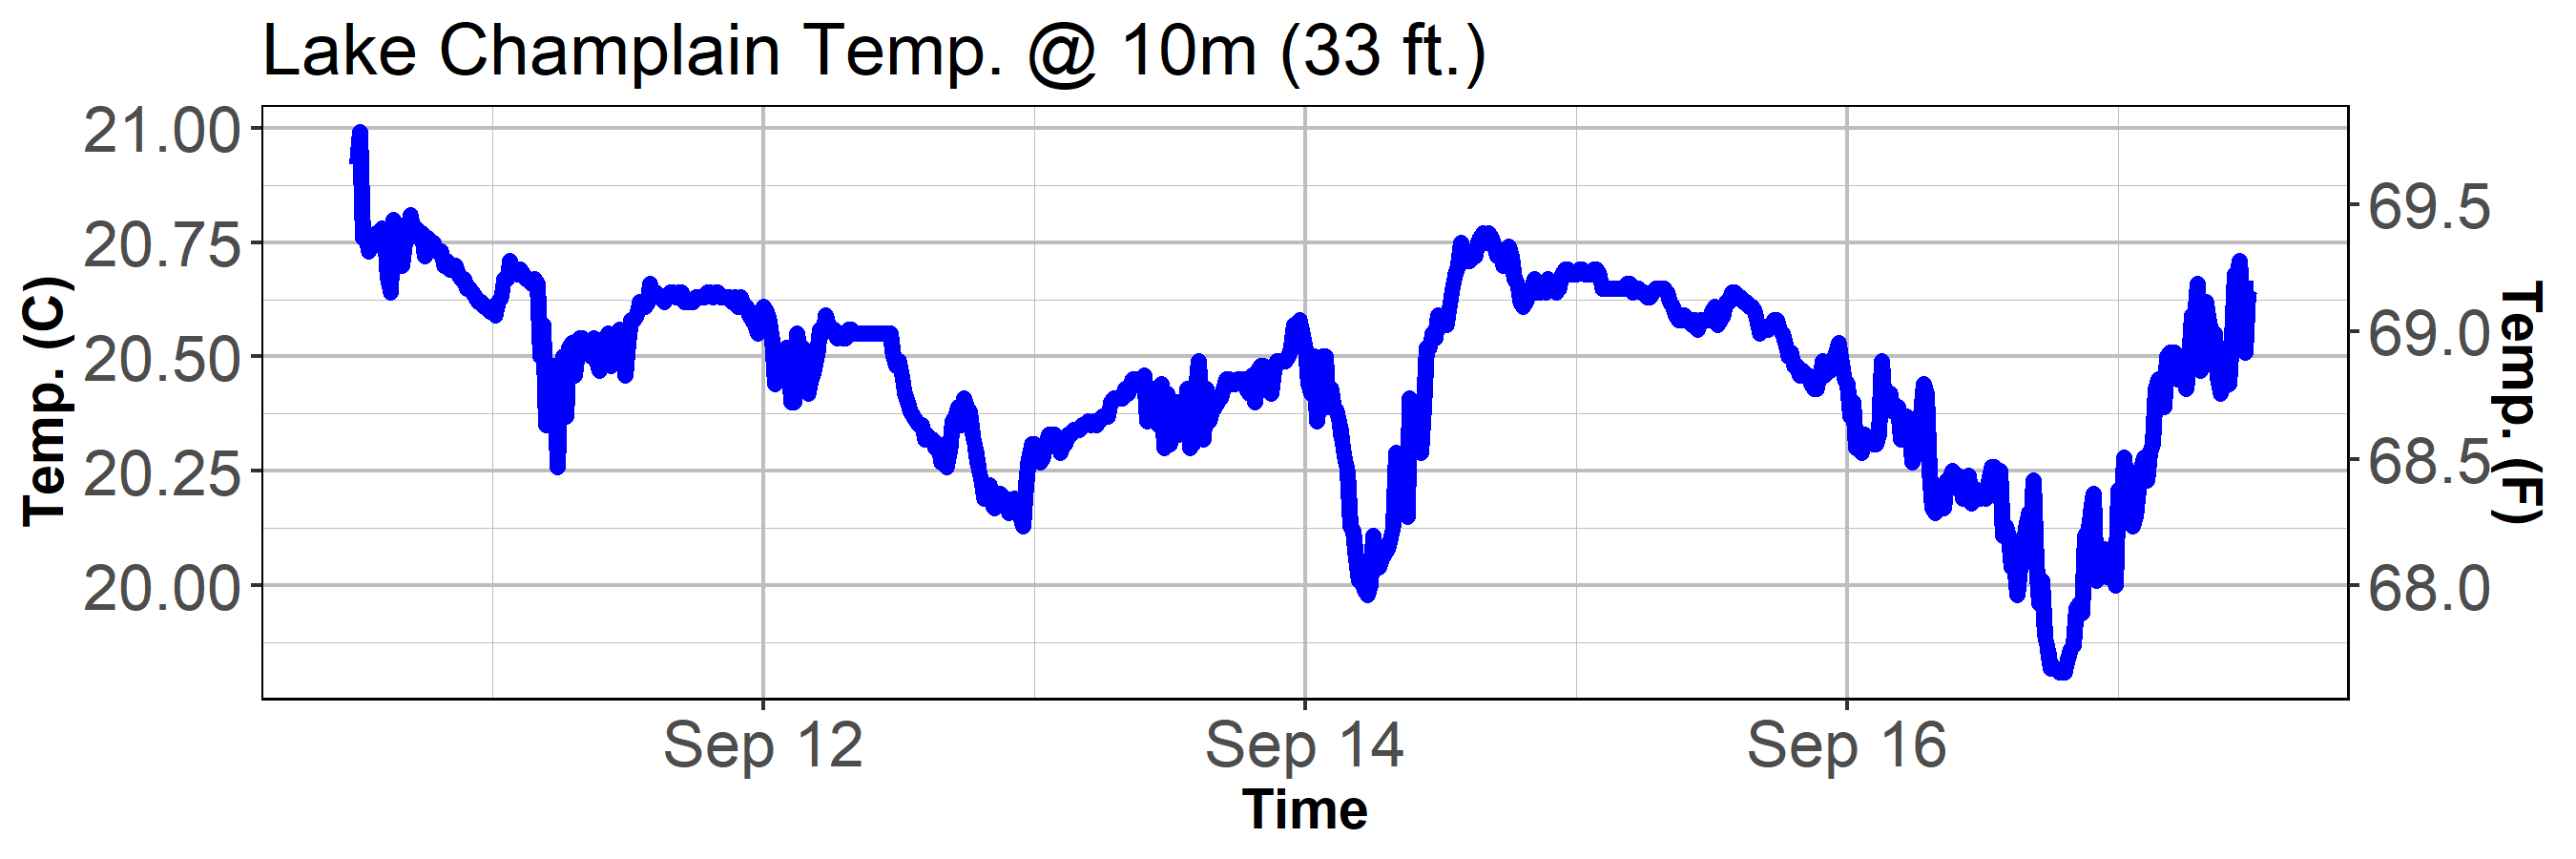 Lake Champlain Temp. @ 10m (33 ft.)
21.00
20.75
20.50
20.25
20.00
Temp. (C)
69.5
69.0
68.5
68.0
Temp. (F)
Sep 12
Sep 14
Sep 16
Time